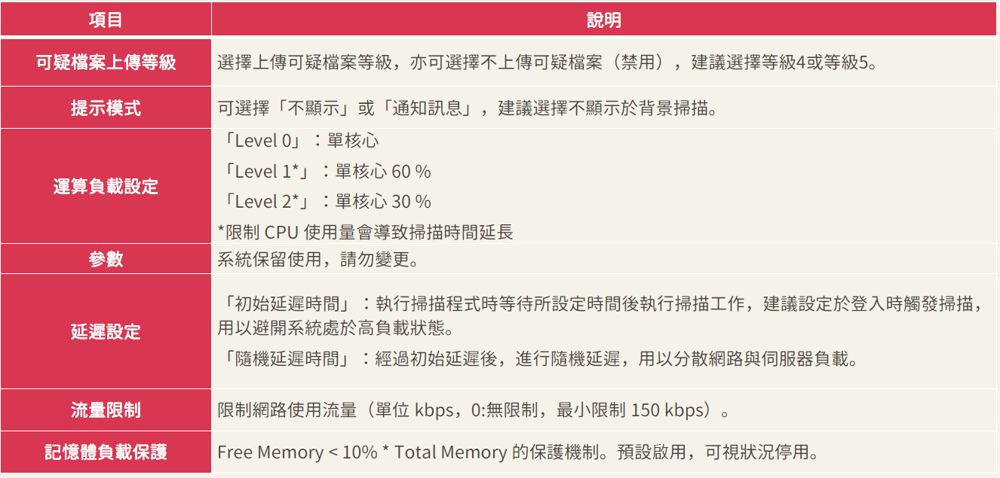 項目
說明
可疑檔案上傳等級
選擇上傳可疑檔案等級，亦可選擇不上傳可疑檔案（禁用），建議選擇等級4或等級5。
提示模式
可選擇「不顯示」或「通知訊息」，建議選擇不顯示於背景掃描。
運算負載設定
「Level 0」：單核心
「Level 1*」：單核心 60 %
「Level 2*」：單核心 30 %
*限制 CPU 使用量會導致掃描時間延長
參數
系統保留使用，請勿變更。
延遲設定
「初始延遲時間」：執行掃描程式時等待所設定時間後執行掃描工作，建議設定於登入時觸發掃描，
用以避開系統處於高負載狀態。
「隨機延遲時間」：經過初始延遲後，進行隨機延遲，用以分散網路與伺服器負載。
流量限制
限制網路使用流量（單位 kbps，0:無限制，最小限制 150 kbps）。
記憶體負載保護
Free Memory < 10% * Total Memory 的保護機制。預設啟用，可視狀況停用。